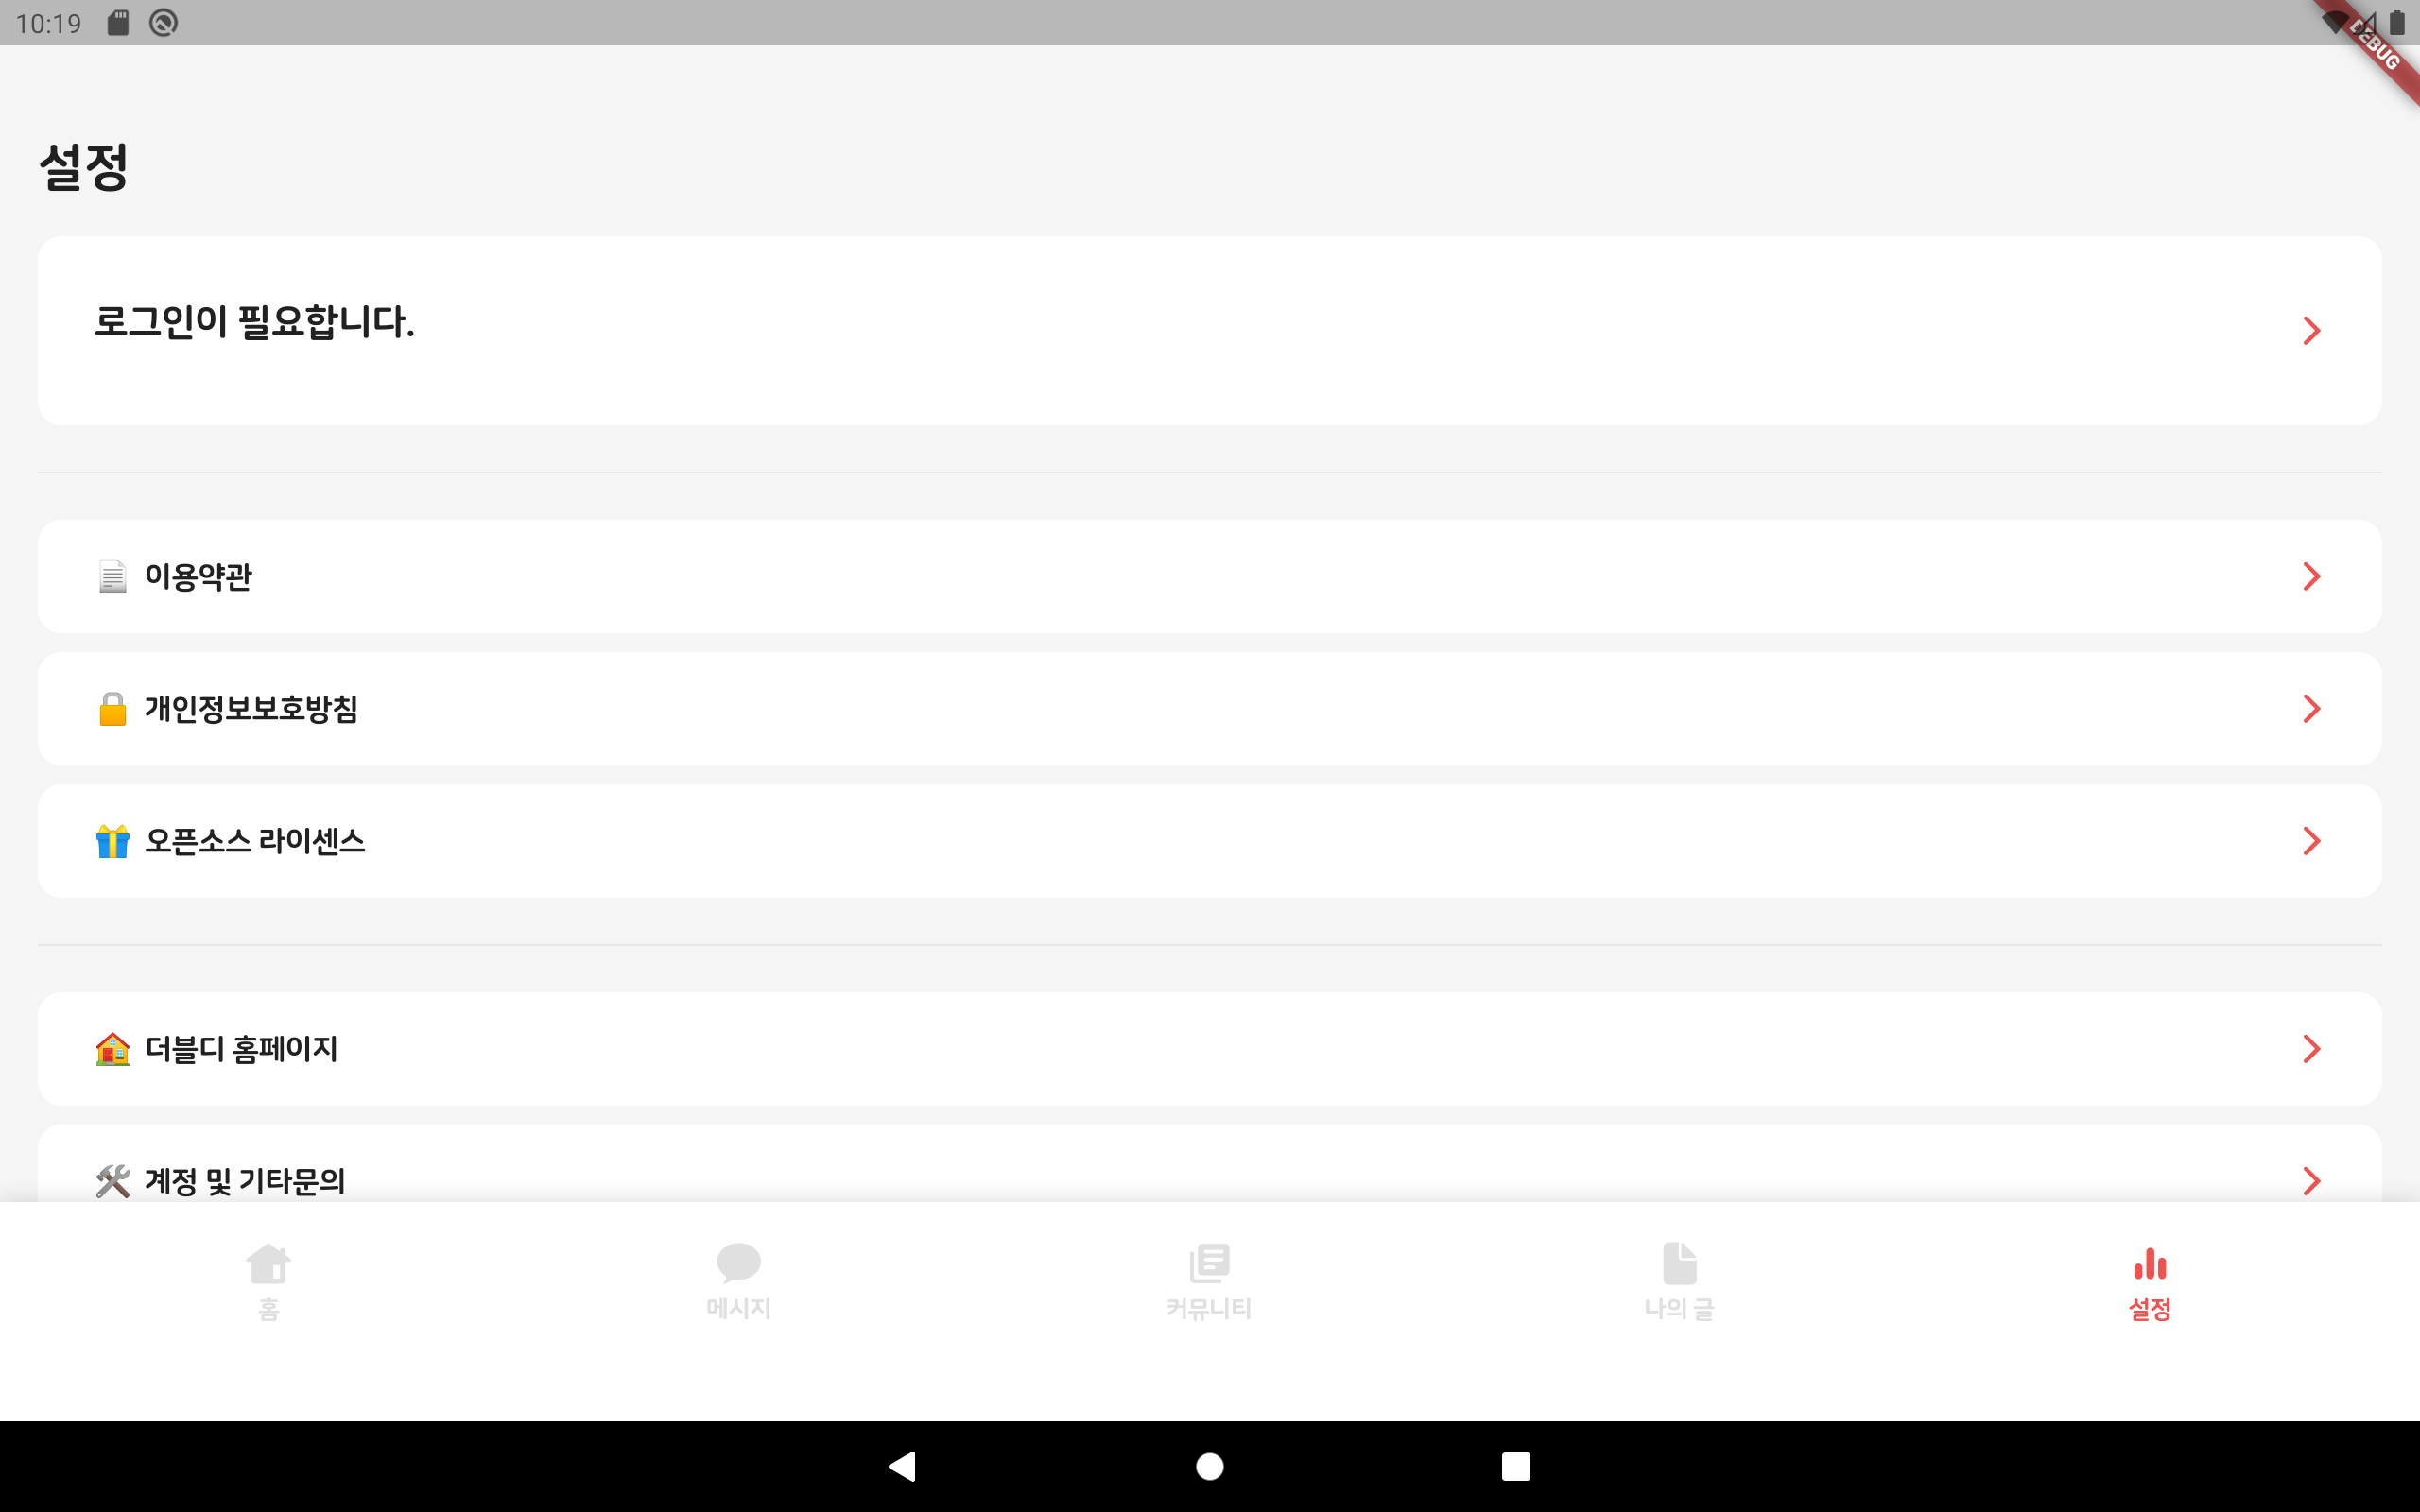 10:19
DEBUG
설정
로그인이 필요합니다.
이용약관
개인정보보호방침
오픈소스 라이센스
더블디 홈페이지
계정 및 기타문의
홈
메시지
커뮤니티
나의 글
설정